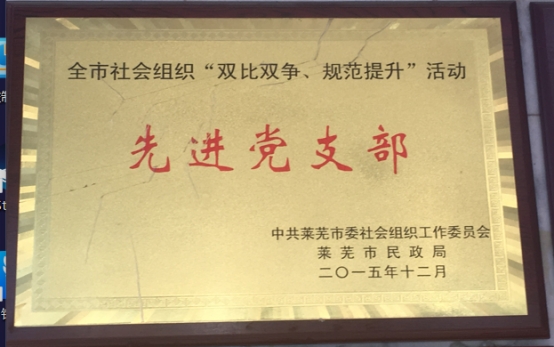 全市社会组织“双比双争、规范提升”活动
先进党支部
中共莱芜市委社会组织工作委员会
莱芜市民政局
二〇一五年十二月